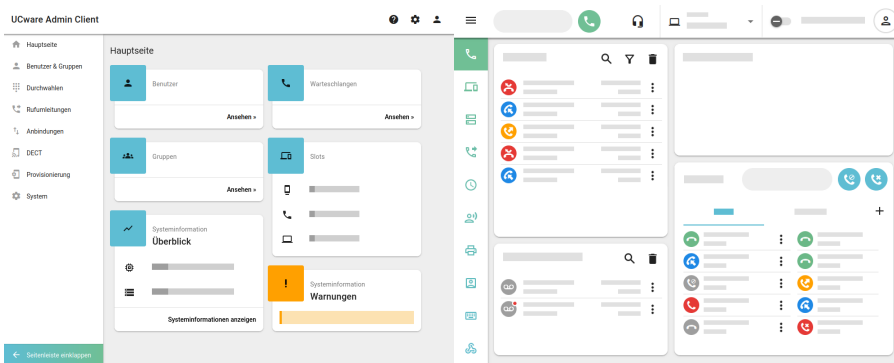 UCware Admin Client
Hauptseite
Benutzer & Gruppen
Durchwahlen
Rufumleitungen
Anbindungen
DECT
Provisionierung
System
Seitenleiste einklappen
Hauptseite
Benutzer
Ansehen »
Warteschlangen
Ansehen »
Gruppen
Ansehen »
Slots
Systeminformation
Überblick
Systeminformationen anzeigen
Systeminformation
Warnungen